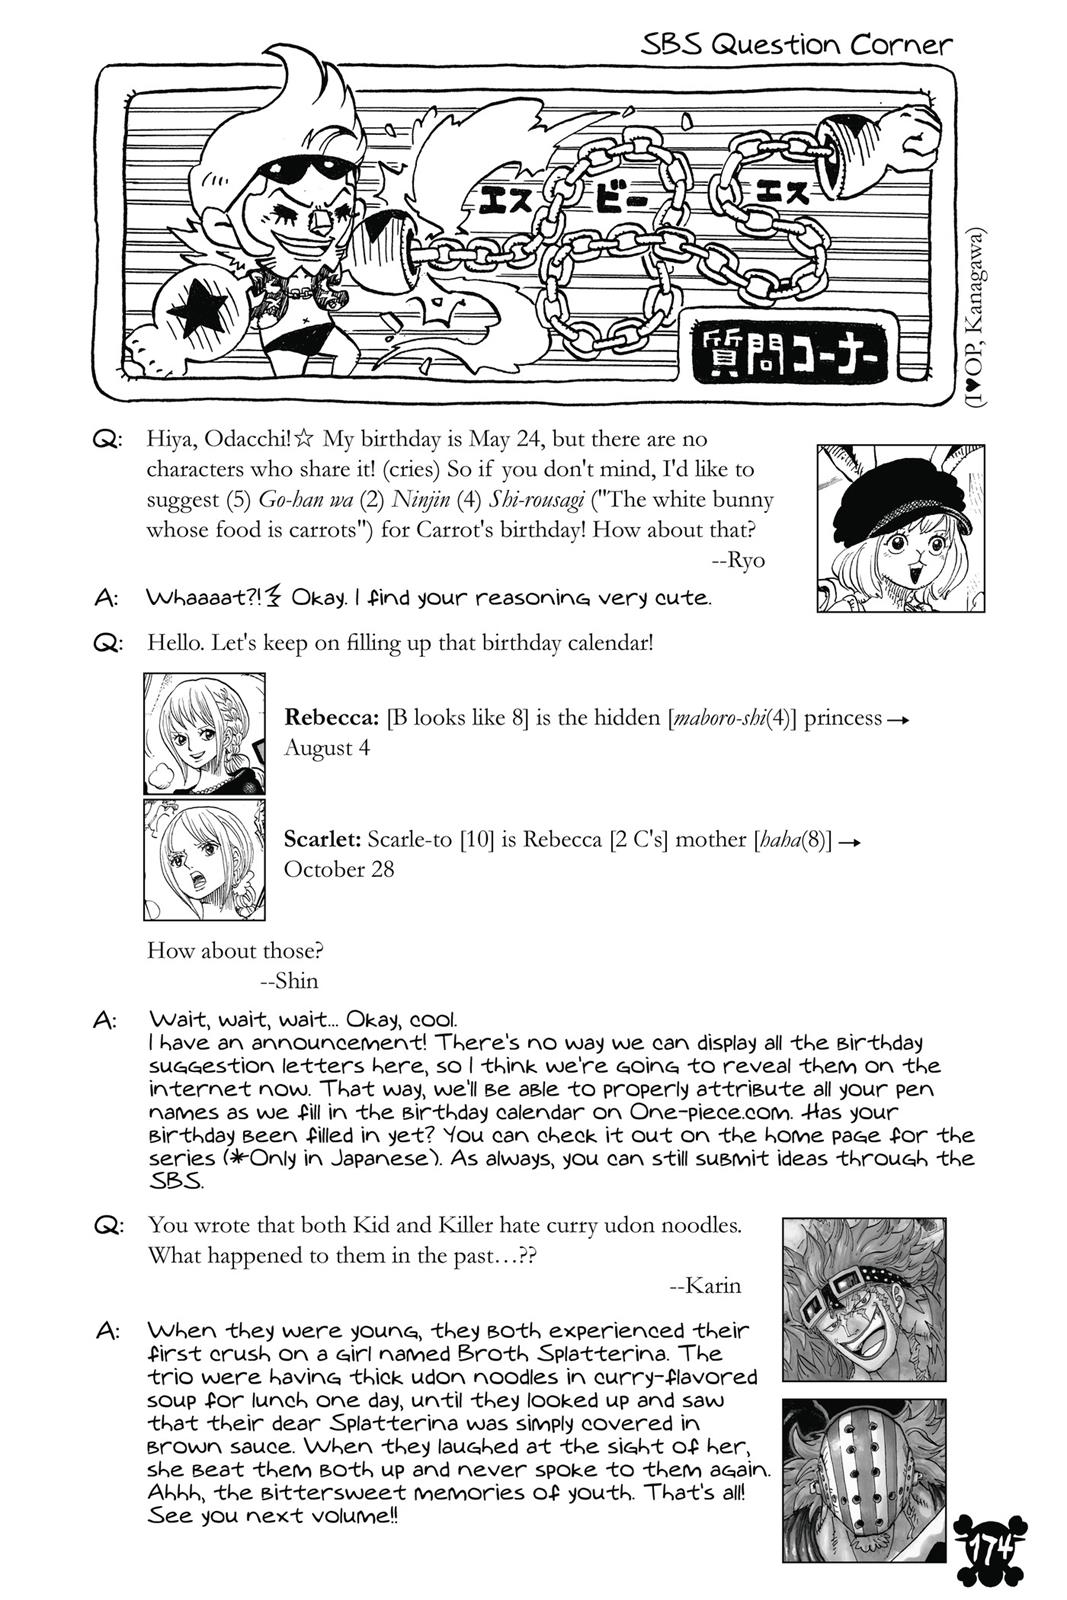 SBS Question Corner
エス ビー エス
質問コーナー
(I♥OP, Kanagawa)
Q: Hiya, Odacchi!☆ My birthday is May 24, but there are no
characters who share it! (cries) So if you don't mind, I'd like to
suggest (5) Go-han wa (2) Ninjin (4) Shi-rousagi ("The white bunny
whose food is carrots") for Carrot's birthday! How about that?
--Ryo
A: Whaaaat?! Okay. I find your reasoning very cute.
Q: Hello. Let's keep on filling up that birthday calendar!
Rebecca: [B looks like 8] is the hidden [maboro-shi(4)] princess→
August 4
Scarlet: Scarle-to [10] is Rebecca [2 C's] mother [haha(8)]→
October 28
How about those?
--Shin
A: Wait, wait, wait... Okay, cool.
I have an announcement! There's no way we can display all the birthday
suggestion letters here, so I think we're going to reveal them on the
internet now. That way, we'll be able to properly attribute all your pen
names as we fill in the birthday calendar on One-piece.com. Has your
birthday been filled in yet? You can check it out on the home page for the
series (*Only in Japanese). As always, you can still submit ideas through the
SBS.
Q: You wrote that both Kid and Killer hate curry udon noodles.
What happened to them in the past…??
--Karin
A: When they were young, they both experienced their
first crush on a girl named Broth Splatterina. The
trio were having thick udon noodles in curry-flavored
soup for lunch one day, until they looked up and saw
that their dear Splatterina was simply covered in
brown sauce. When they laughed at the sight of her,
she beat them both up and never spoke to them again.
Ahhh, the bittersweet memories of youth. That's all!
See you next volume!!
174